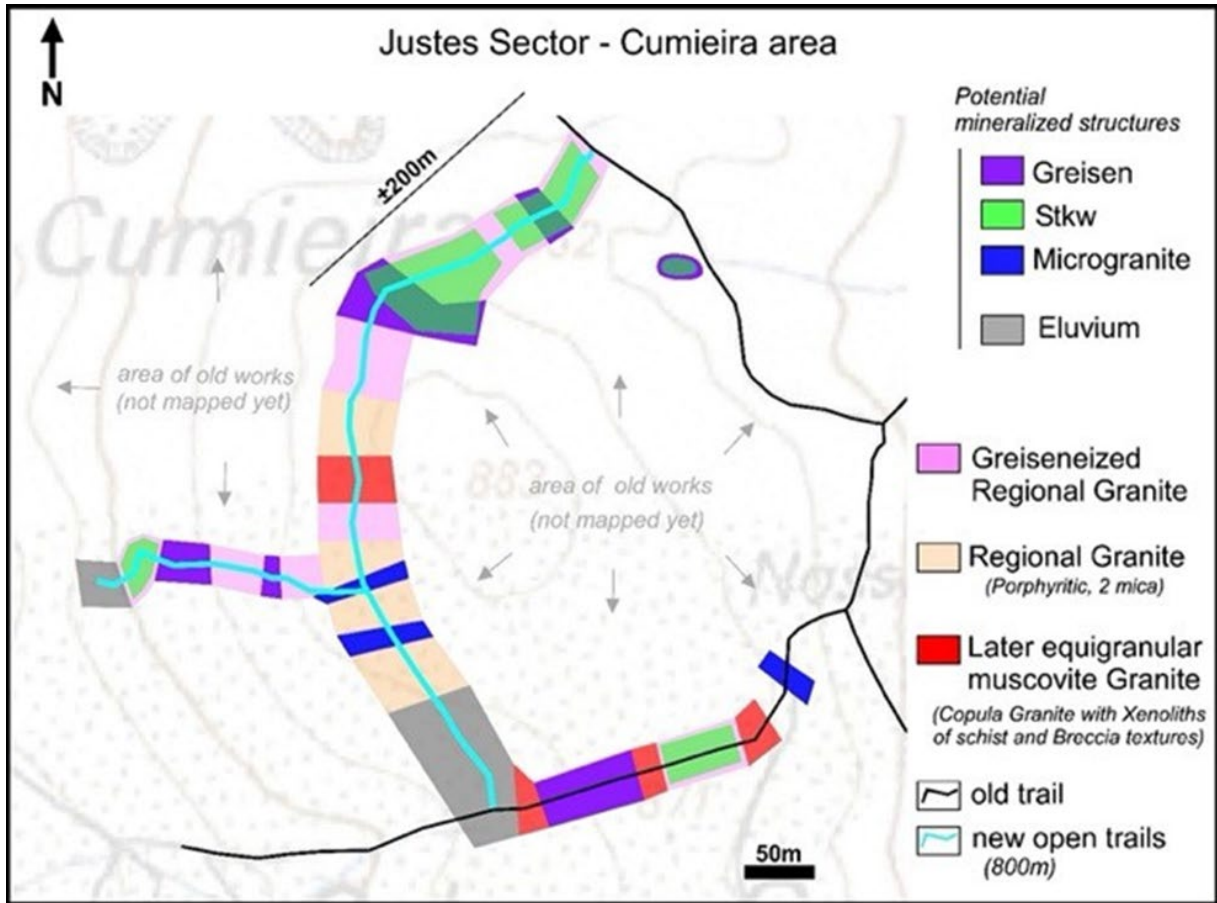 Justes Sector - Cumieira area
N
±200m
Cumieira
area of old works
(not mapped yet)
883
area of old works
(not mapped yet)
50m
Potential
mineralized structures
Greisen
Stkw
Microgranite
Eluvium
Greiseneized
Regional Granite
Regional Granite
(Porphyritic, 2 mica)
Later equigranular
muscovite Granite
(Copula Granite with Xenoliths
of schist and Breccia textures)
old trail
new open trails
(800m)